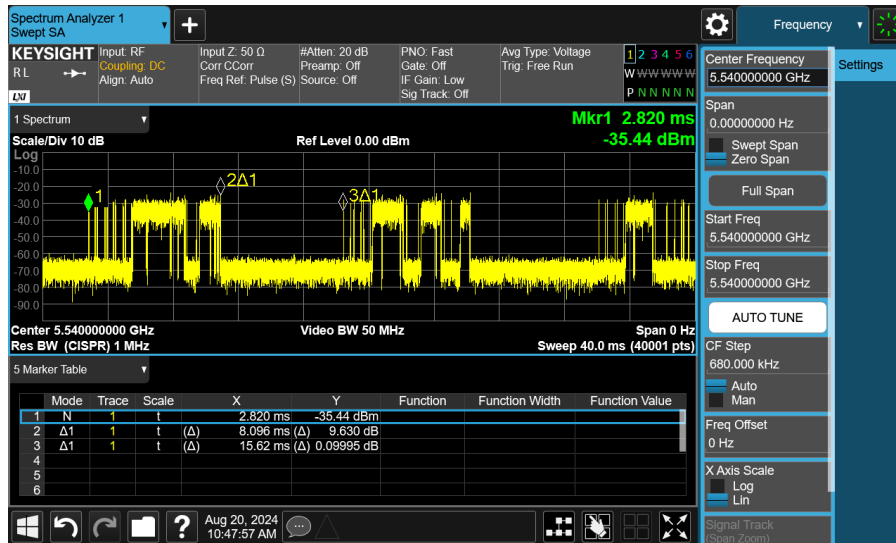 Spectrum Analyzer 1
Swept SA
Frequency
KEYSIGHT
R L
LXI
Input: RF
Coupling: DC
Align: Auto
Input Z: 50 Ω
Corr CCorr
Freq Ref: Pulse (S)
#Atten: 20 dB
Preamp: Off
Source: Off
PNO: Fast
Gate: Off
IF Gain: Low
Sig Track: Off
Avg Type: Voltage
Trig: Free Run
1 2 3 4 5 6
W W W W W W
P N N N N N
1 Spectrum
Mkr1 2.820 ms
-35.44 dBm
Scale/Div 10 dB
Ref Level 0.00 dBm
Log
-10.0
-20.0
-30.0
-40.0
-50.0
-60.0
-70.0
-80.0
-90.0
1
2Δ1
3Δ1
Center 5.540000000 GHz
Video BW 50 MHz
Span 0 Hz
Res BW (CISPR) 1 MHz
Sweep 40.0 ms (40001 pts)
5 Marker Table
Mode Trace Scale X Y Function Function Width Function Value
1 N 1 t 2.820 ms -35.44 dBm
2 Δ1 1 t (Δ) 8.096 ms (Δ) 9.630 dB
3 Δ1 1 t (Δ) 15.62 ms (Δ) 0.09995 dB
4
5
6
Aug 20, 2024
10:47:57 AM
Center Frequency
5.540000000 GHz
Span
0.00000000 Hz
Swept Span
Zero Span
Full Span
Start Freq
5.540000000 GHz
Stop Freq
5.540000000 GHz
AUTO TUNE
CF Step
680.000 kHz
Auto
Man
Freq Offset
0 Hz
X Axis Scale
Log
Lin
Signal Track
(Span Zoom)
Settings